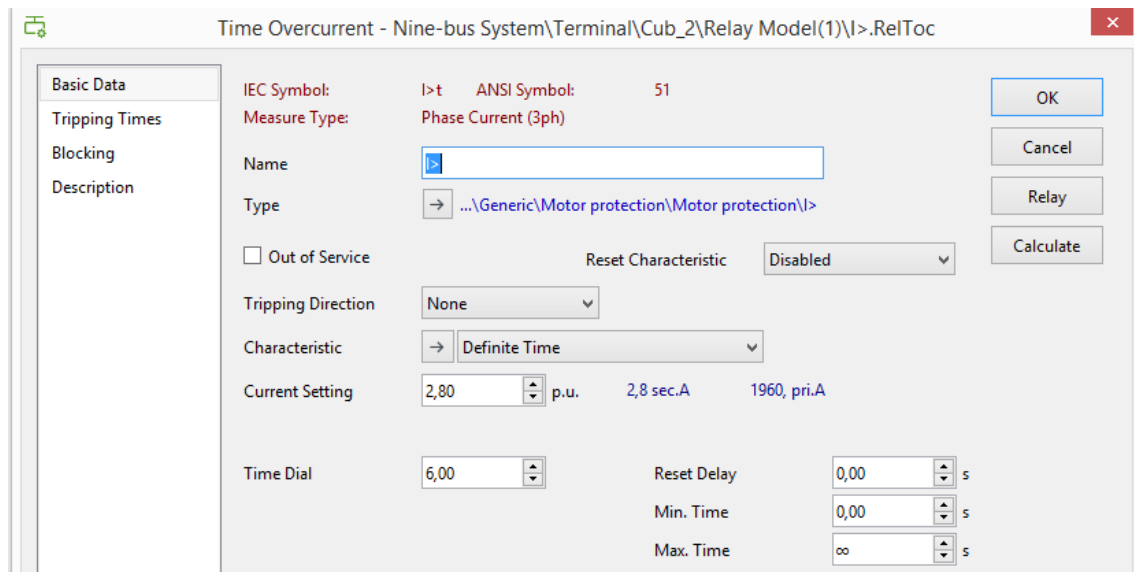 Time Overcurrent - Nine-bus System\Terminal\Cub_2\Relay Model(1)\I>.RelToc
Basic Data
Tripping Times
Blocking
Description
IEC Symbol: I>t ANSI Symbol: 51
Measure Type: Phase Current (3ph)
Name I>
Type → ...\Generic\Motor protection\Motor protection\I>
Out of Service Reset Characteristic Disabled
Tripping Direction None
Characteristic → Definite Time
Current Setting 2,80 p.u. 2,8 sec.A 1960, pri.A
Time Dial 6,00 Reset Delay 0,00 s
Min. Time 0,00 s
Max. Time ∞ s
OK
Cancel
Relay
Calculate